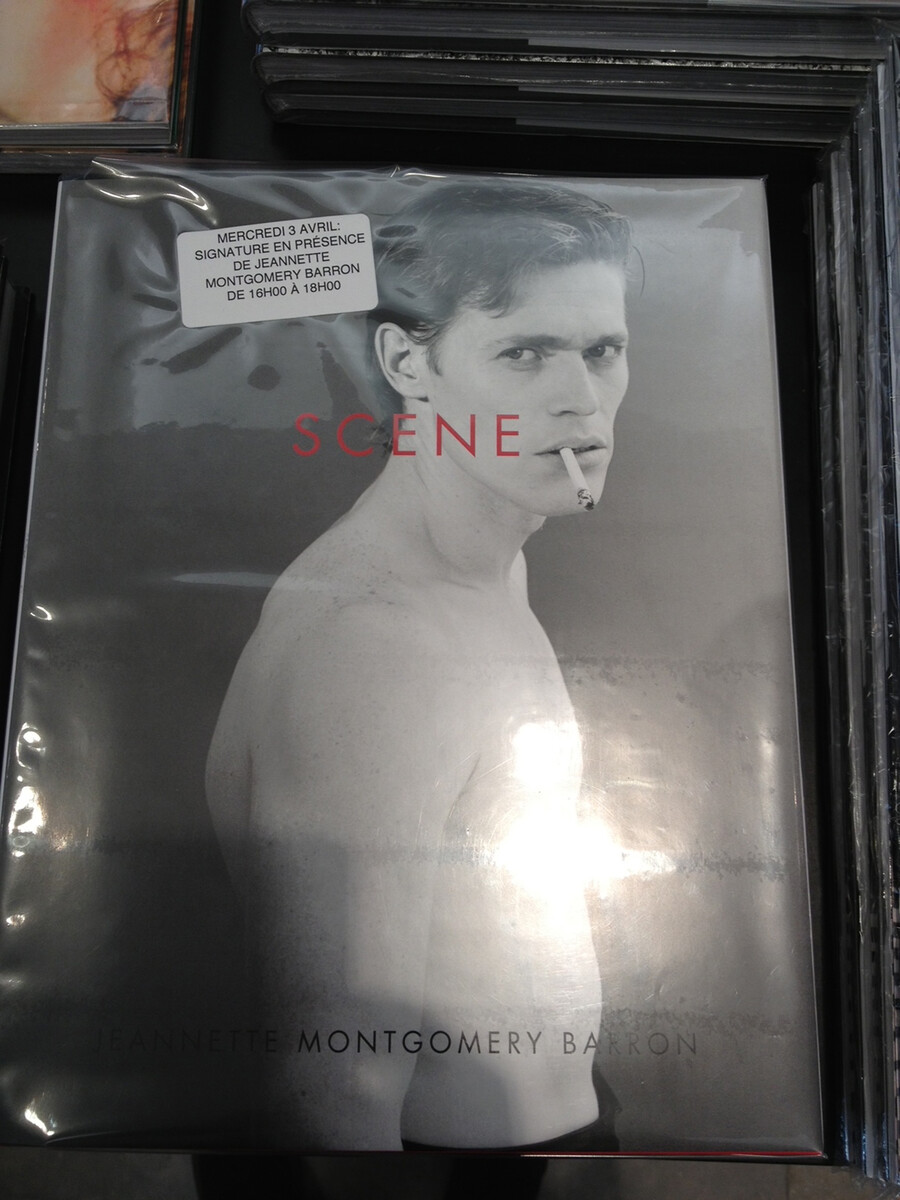 MERCREDI 3 AVRIL:
SIGNATURE EN PRÉSENCE
DE JEANNETTE
MONTGOMERY BARRON
DE 16H00 À 18H00
SCENE
JEANNETTE MONTGOMERY BARRON